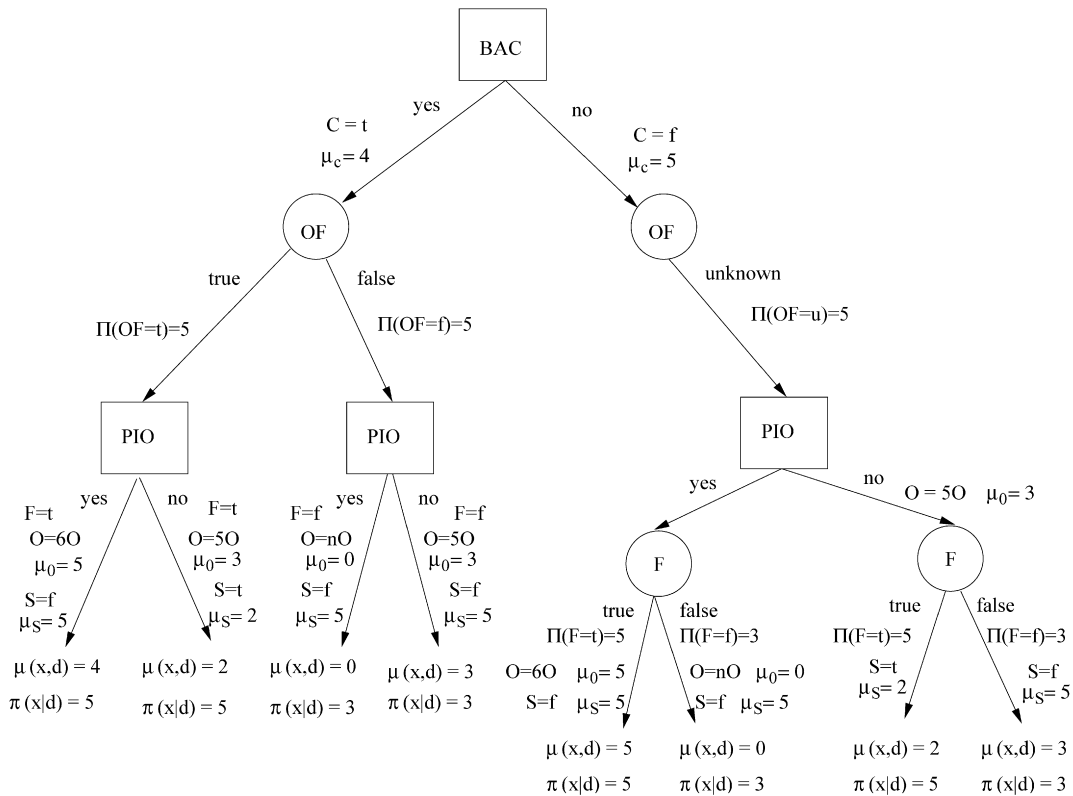 BAC
yes
no
C = t
μc = 4
C = f
μc = 5
OF
OF
true
false
unknown
Π(OF=t)=5
Π(OF=f)=5
Π(OF=u)=5
PIO
PIO
PIO
yes
no
F=t
O=6O
μ0 = 5
S=f
μS = 5
F=t
O=5O
μ0 = 3
S=t
μS = 2
yes
no
F=f
O=nO
μ0 = 0
S=f
μS = 5
F=f
O=5O
μ0 = 3
S=f
μS = 5
yes
no
O = 5O μ0 = 3
F
F
true
false
Π(F=t)=5
Π(F=f)=3
O=6O μ0 = 5
S=f μS = 5
O=nO μ0 = 0
S=f μS = 5
true
false
Π(F=t)=5
Π(F=f)=3
S=t
μS = 2
S=f
μS = 5
μ (x,d) = 4
π (x|d) = 5
μ (x,d) = 2
π (x|d) = 5
μ (x,d) = 0
π (x|d) = 3
μ (x,d) = 3
π (x|d) = 3
μ (x,d) = 5
π (x|d) = 5
μ (x,d) = 0
π (x|d) = 3
μ (x,d) = 2
π (x|d) = 5
μ (x,d) = 3
π (x|d) = 3